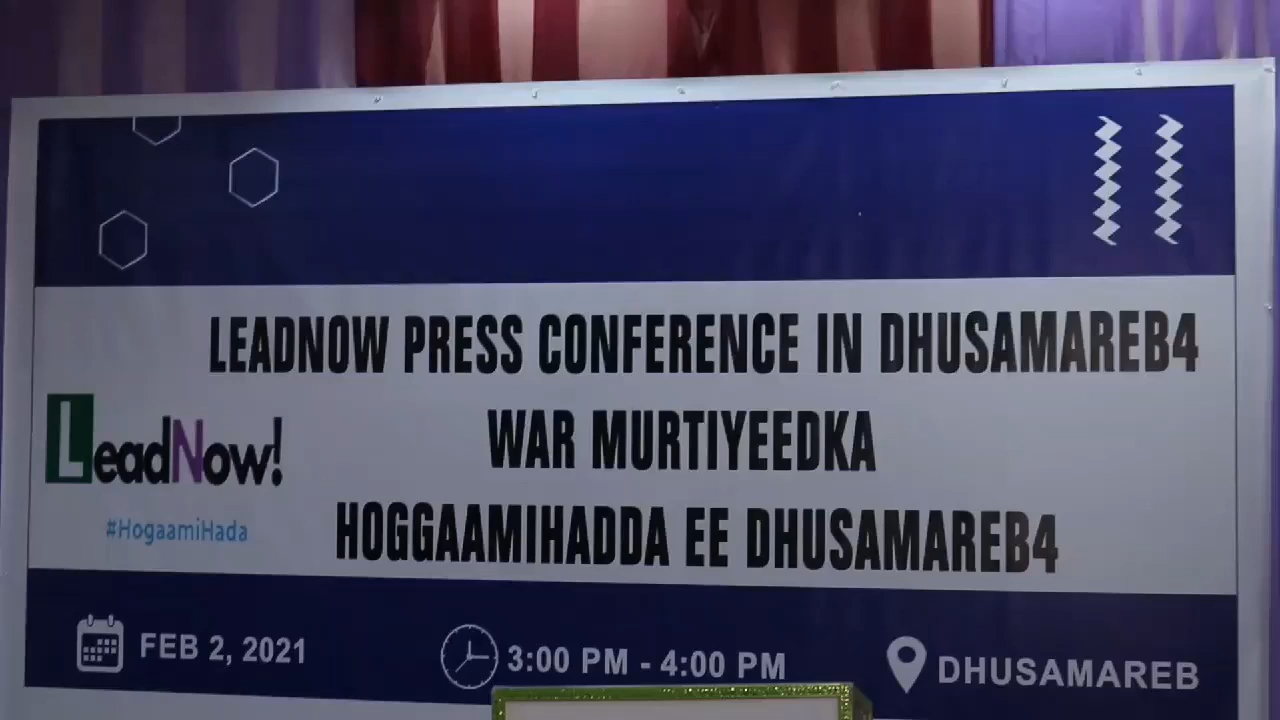 LEADNOW PRESS CONFERENCE IN DHUSAMAREB4
WAR MURTIYEEDKA
HOGGAAMIHADDA EE DHUSAMAREB4
LeadNow!
#HogaamiHada
FEB 2, 2021
3:00 PM - 4:00 PM
DHUSAMAREB